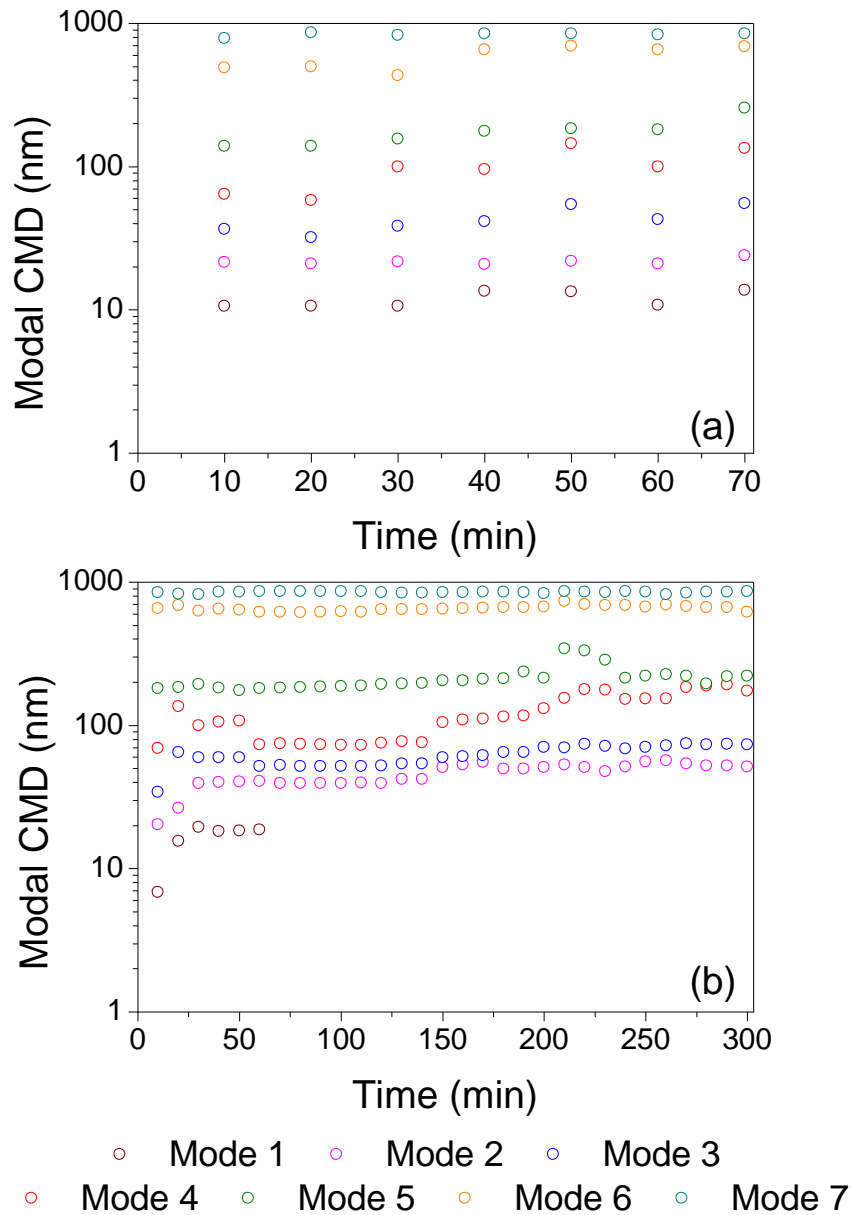 1000
100
10
1
Modal CMD (nm)
(a)
0 10 20 30 40 50 60 70
Time (min)
1000
100
10
1
Modal CMD (nm)
(b)
0 50 100 150 200 250 300
Time (min)
Mode 1 Mode 2 Mode 3
Mode 4 Mode 5 Mode 6 Mode 7